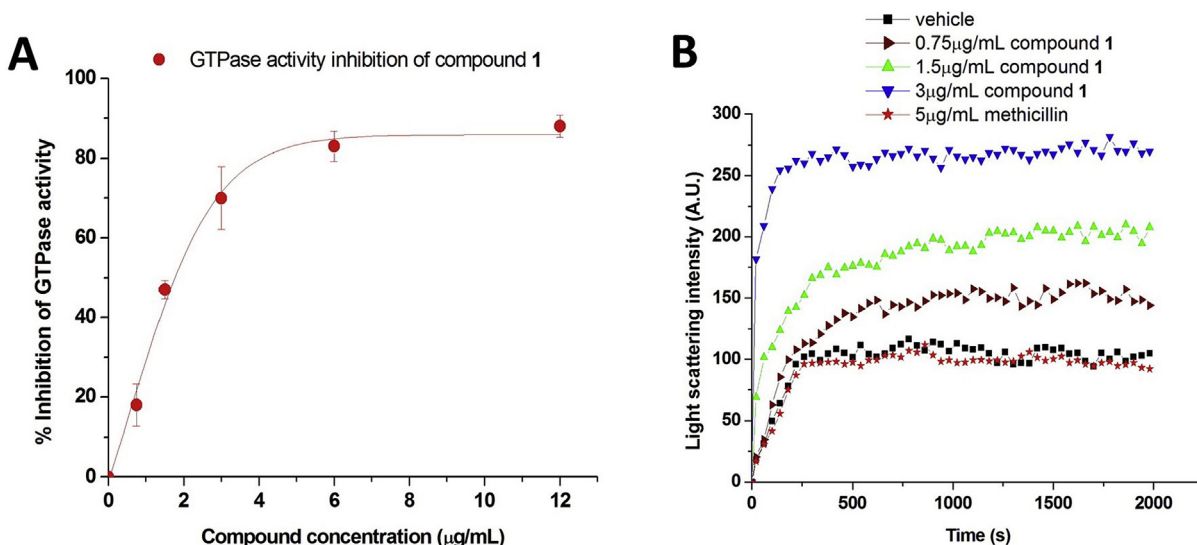 A
GTPase activity inhibition of compound 1
% Inhibition of GTPase activity
100
80
60
40
20
0
0 2 4 6 8 10 12
Compound concentration (μg/mL)
B
vehicle
0.75μg/mL compound 1
1.5μg/mL compound 1
3μg/mL compound 1
5μg/mL methicillin
Light scattering intensity (A.U.)
300
250
200
150
100
50
0
0 500 1000 1500 2000
Time (s)